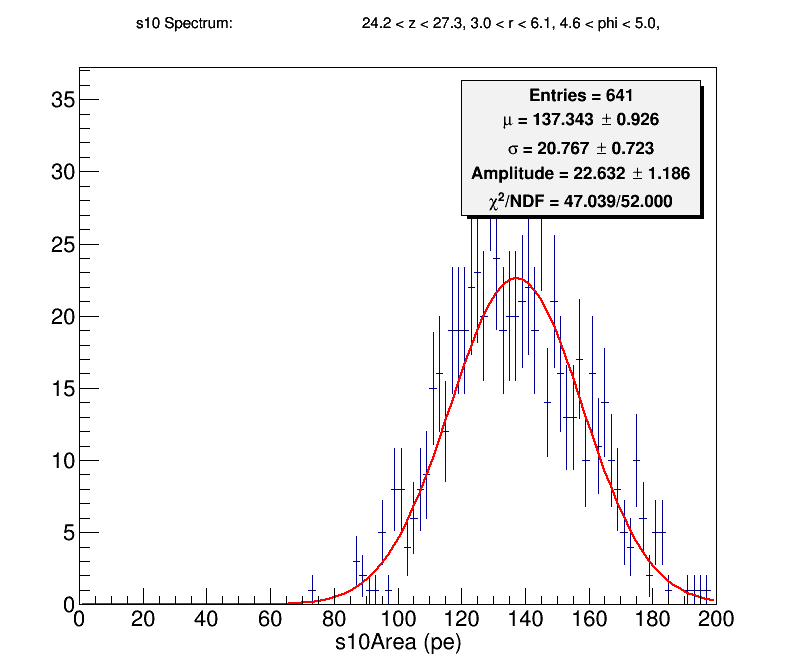 s10 Spectrum: 24.2 < z < 27.3, 3.0 < r < 6.1, 4.6 < phi < 5.0,
35
30
25
20
15
10
5
0
Entries = 641
μ = 137.343 ± 0.926
σ = 20.767 ± 0.723
Amplitude = 22.632 ± 1.186
χ²/NDF = 47.039/52.000
0 20 40 60 80 100 120 140 160 180 200
s10Area (pe)